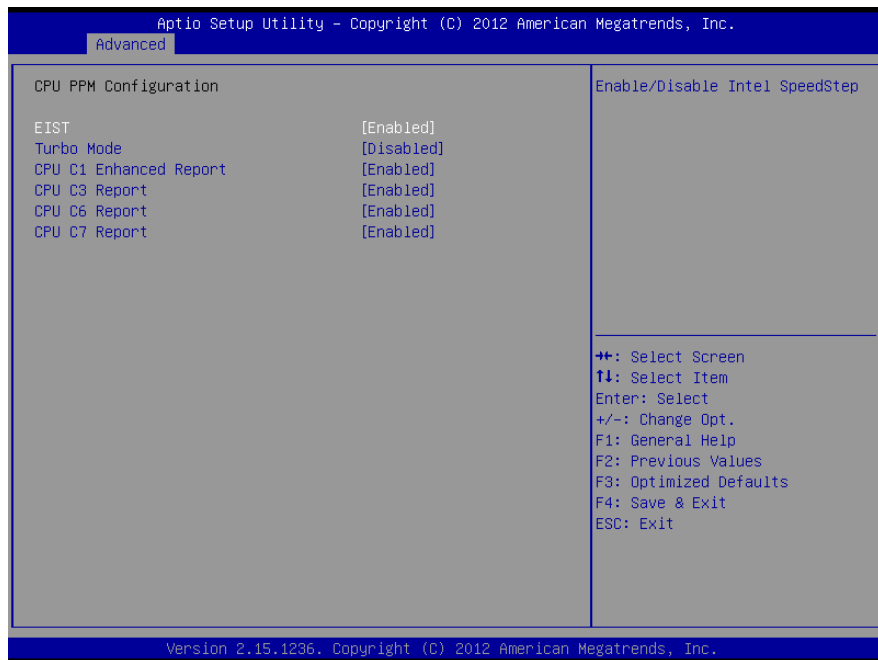 Aptio Setup Utility – Copyright (C) 2012 American Megatrends, Inc.
Advanced
CPU PPM Configuration
EIST [Enabled]
Turbo Mode [Disabled]
CPU C1 Enhanced Report [Enabled]
CPU C3 Report [Enabled]
CPU C6 Report [Enabled]
CPU C7 Report [Enabled]
Enable/Disable Intel SpeedStep
→←: Select Screen
↑↓: Select Item
Enter: Select
+/-: Change Opt.
F1: General Help
F2: Previous Values
F3: Optimized Defaults
F4: Save & Exit
ESC: Exit
Version 2.15.1236. Copyright (C) 2012 American Megatrends, Inc.